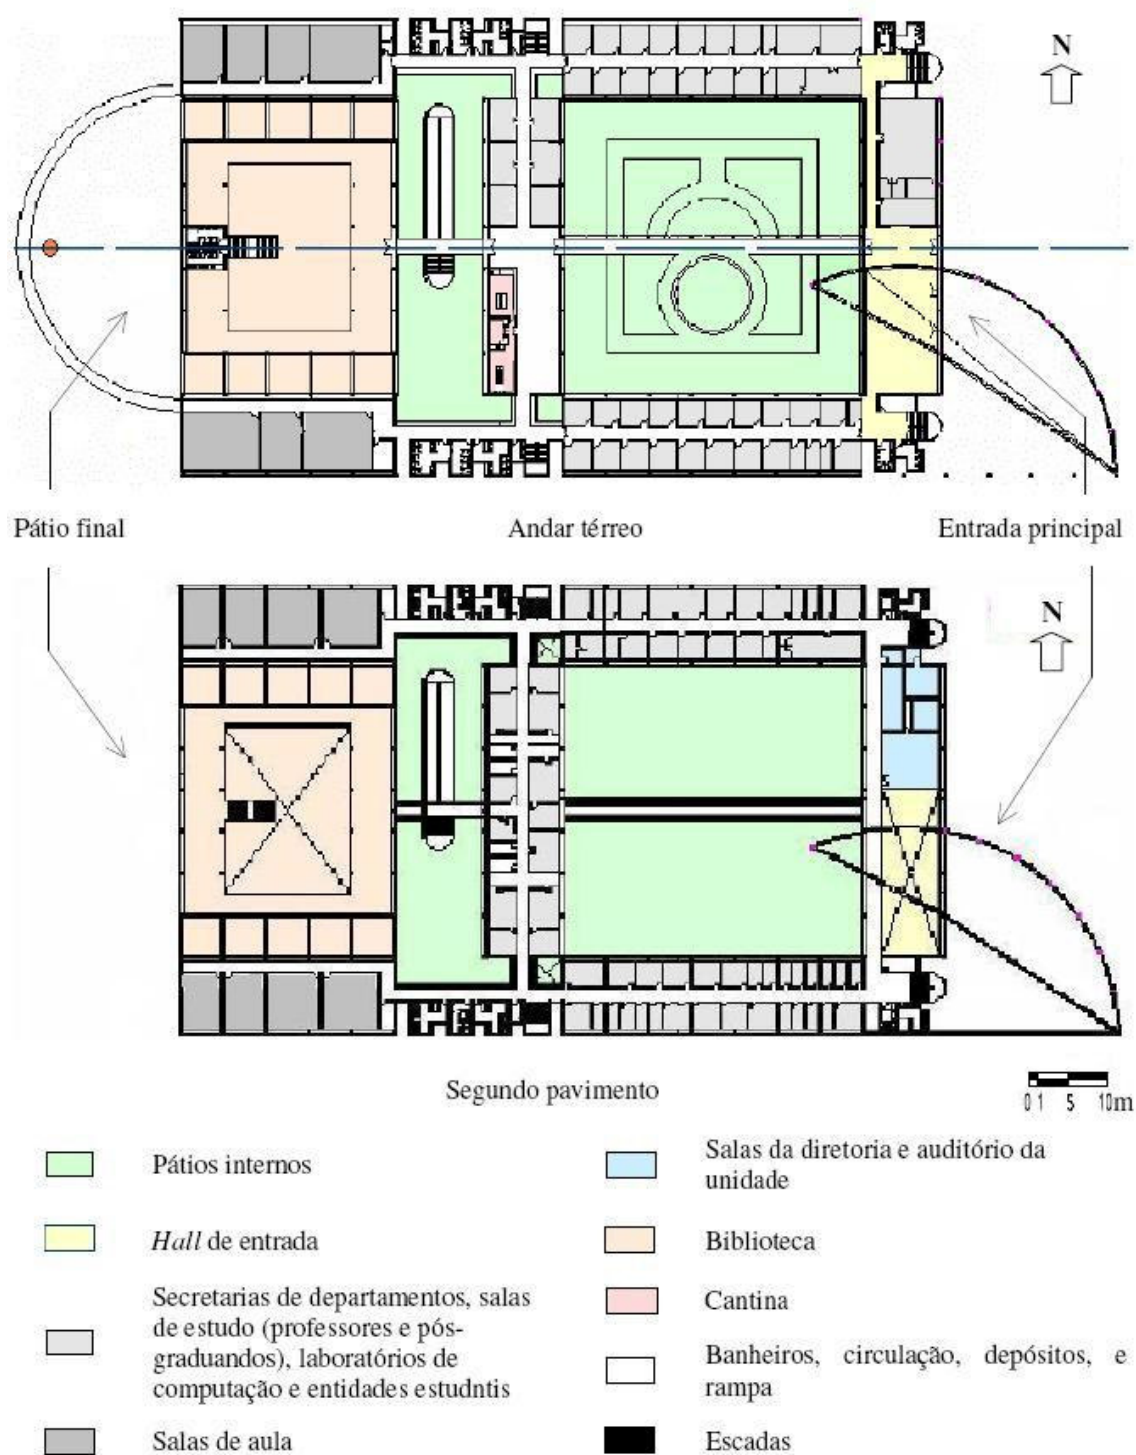 N
Pátio final
Andar térreo
Entrada principal
N
Segundo pavimento
0 1 5 10m
Pátios internos
Salas da diretoria e auditório da
unidade
Hall de entrada
Biblioteca
Secretarias de departamentos, salas
de estudo (professores e pós-
graduandos), laboratórios de
computação e entidades estudntis
Cantina
Banheiros, circulação, depósitos, e
rampa
Salas de aula
Escadas